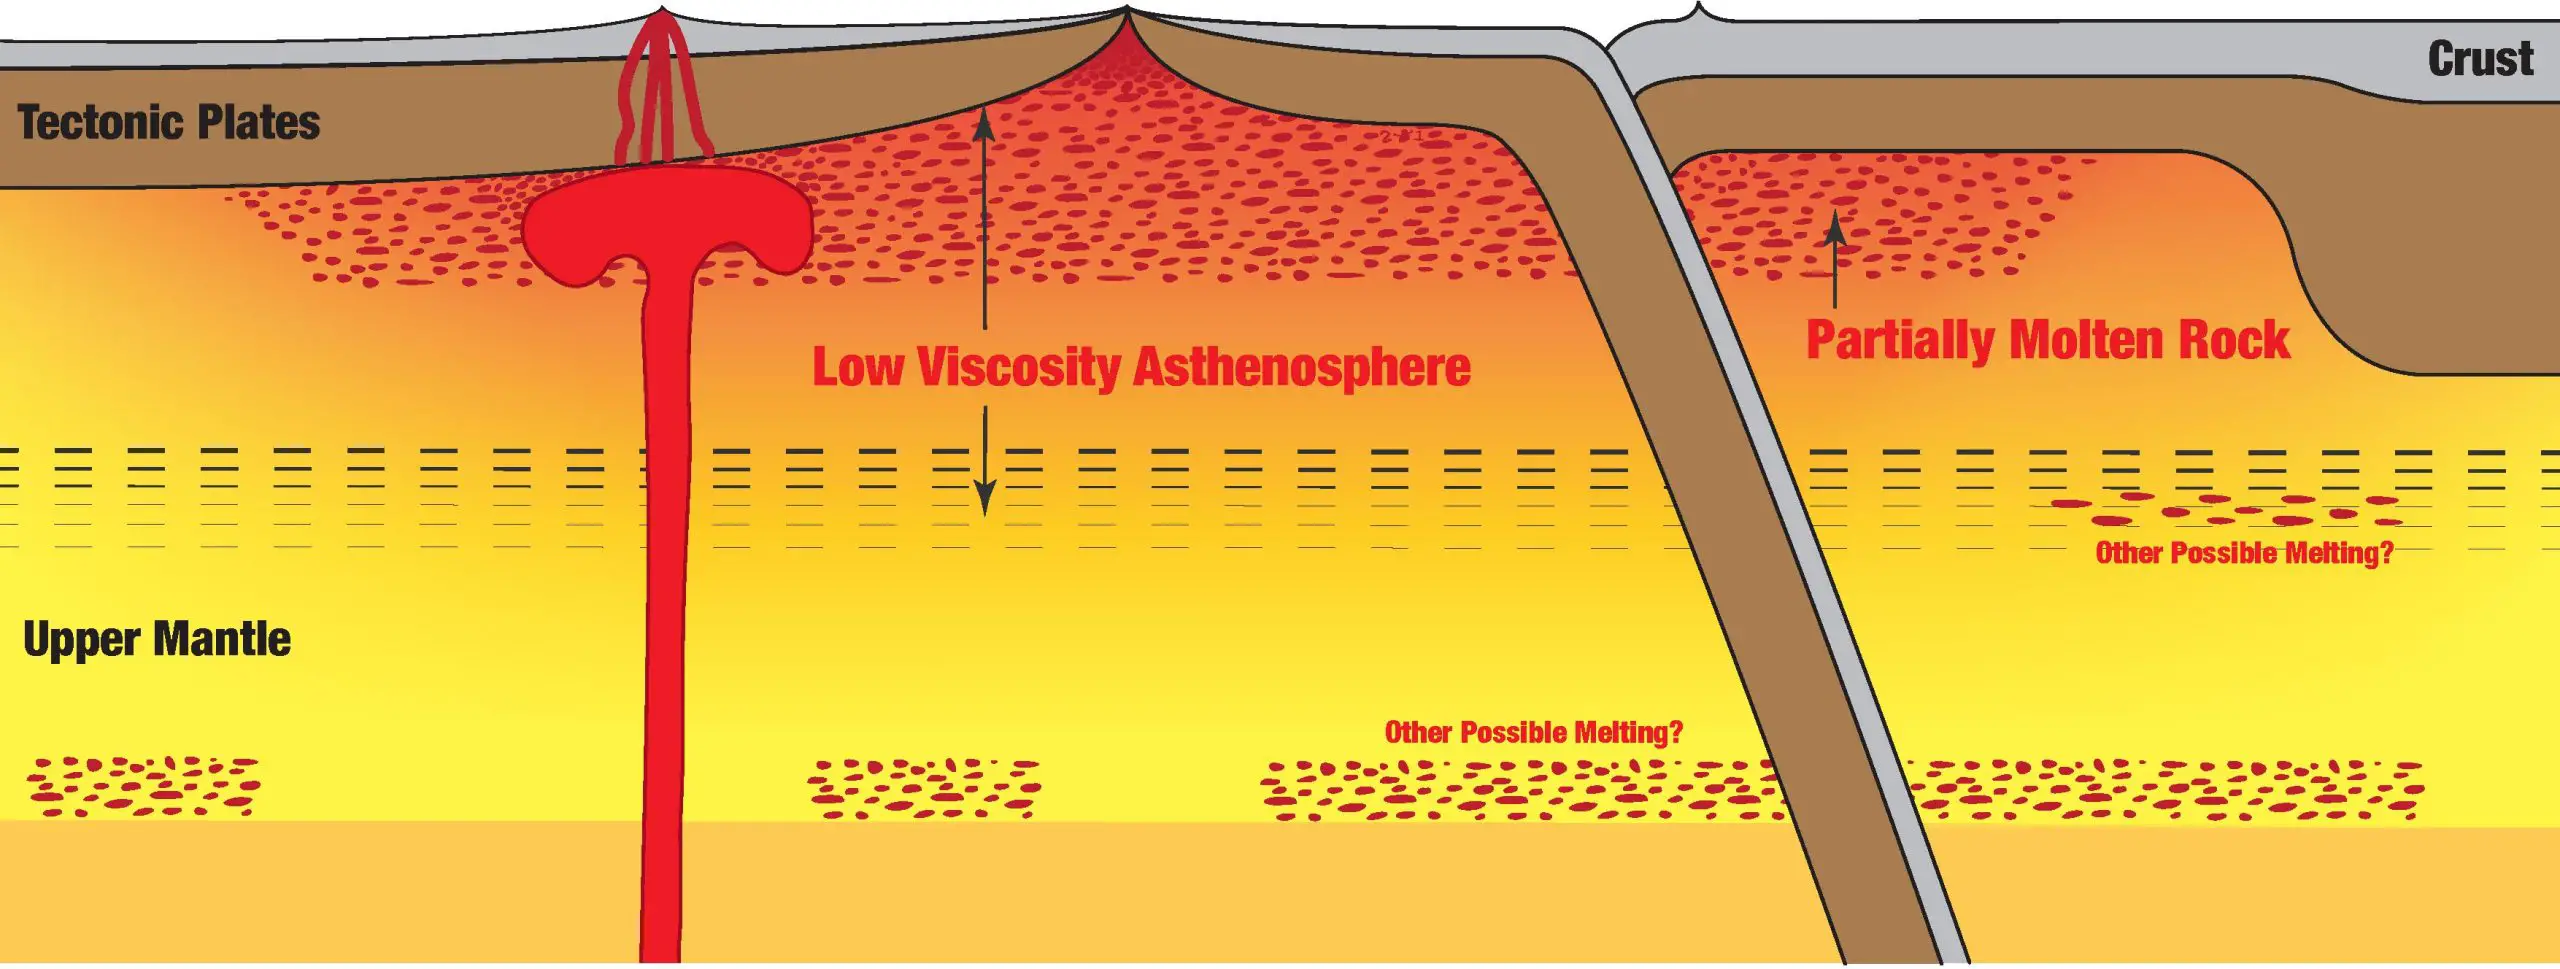 Crust
Tectonic Plates
Partially Molten Rock
Low Viscosity Asthenosphere
Other Possible Melting?
Upper Mantle
Other Possible Melting?